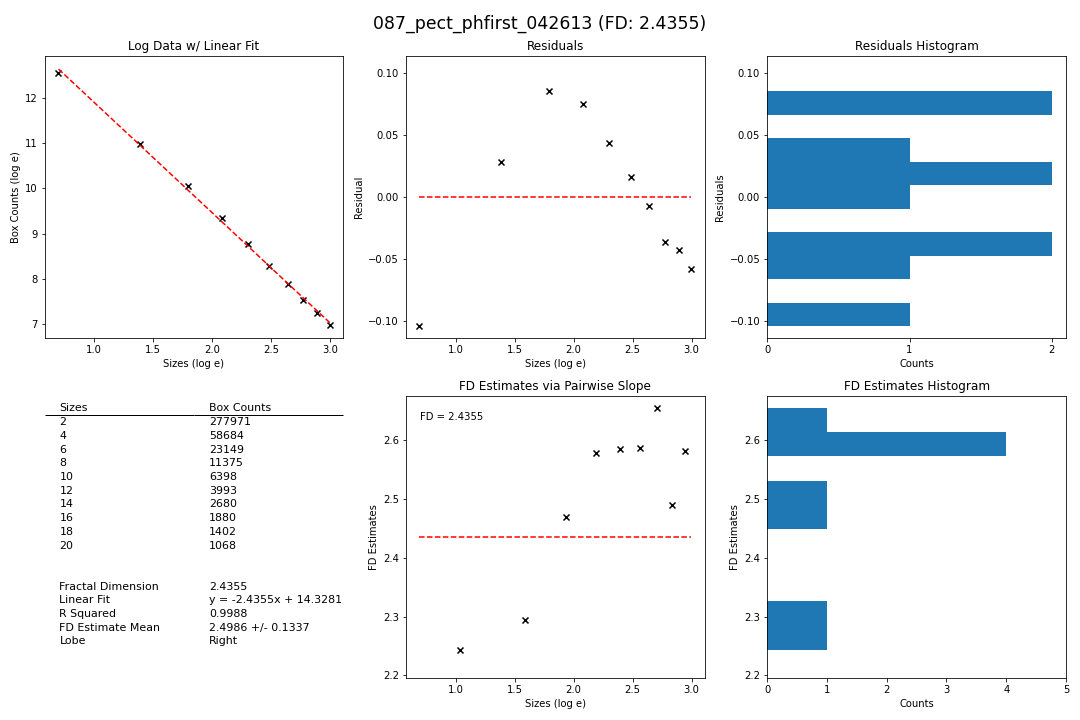 087_pect_phfirst_042613 (FD: 2.4355)
Log Data w/ Linear Fit
12
11
10
9
8
7
Box Counts (log e)
1.0 1.5 2.0 2.5 3.0
Sizes (log e)
Residuals
0.10
0.05
0.00
−0.05
−0.10
Residual
1.0 1.5 2.0 2.5 3.0
Sizes (log e)
Residuals Histogram
0.10
0.05
0.00
−0.05
−0.10
Residuals
0 1 2
Counts
Sizes Box Counts
2 277971
4 58684
6 23149
8 11375
10 6398
12 3993
14 2680
16 1880
18 1402
20 1068
Fractal Dimension 2.4355
Linear Fit y = -2.4355x + 14.3281
R Squared 0.9988
FD Estimate Mean 2.4986 +/- 0.1337
Lobe Right
FD Estimates via Pairwise Slope
FD = 2.4355
2.6
2.5
2.4
2.3
2.2
FD Estimates
1.0 1.5 2.0 2.5 3.0
Sizes (log e)
FD Estimates Histogram
2.6
2.5
2.4
2.3
2.2
FD Estimates
0 1 2 3 4 5
Counts